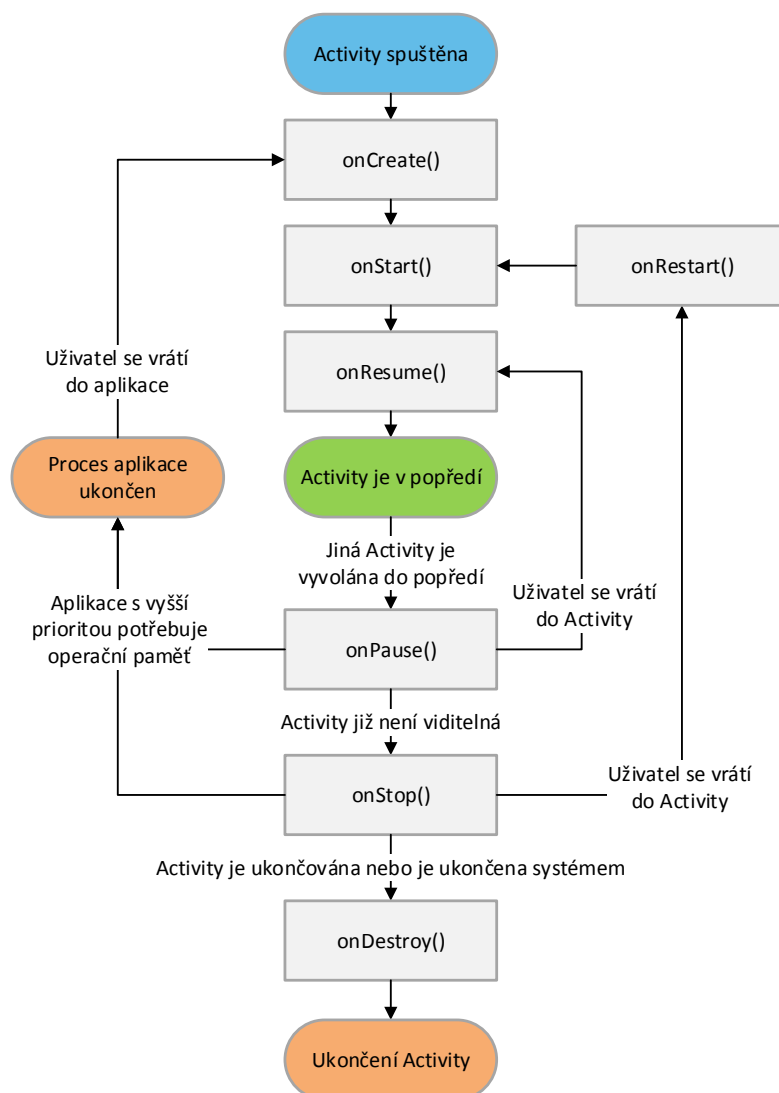 Activity spuštěna
onCreate()
onStart()
onRestart()
Uživatel se vrátí
do aplikace
onResume()
Proces aplikace
ukončen
Activity je v popředí
Jiná Activity je
vyvolána do popředí
Uživatel se vrátí
do Activity
Aplikace s vyšší
prioritou potřebuje
operační paměť
onPause()
Activity již není viditelná
onStop()
Uživatel se vrátí
do Activity
Activity je ukončována nebo je ukončena systémem
onDestroy()
Ukončení Activity